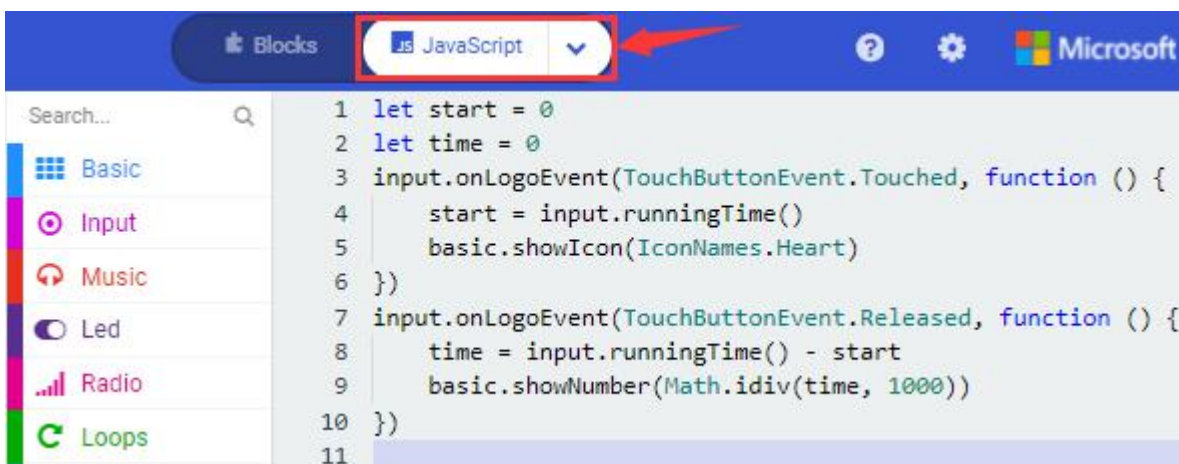 Blocks
JS JavaScript
Microsoft
Search...
Basic
Input
Music
Led
Radio
Loops
1 let start = 0
2 let time = 0
3 input.onLogoEvent(TouchButtonEvent.Touched, function () {
4     start = input.runningTime()
5     basic.showIcon(IconNames.Heart)
6 })
7 input.onLogoEvent(TouchButtonEvent.Released, function () {
8     time = input.runningTime() - start
9     basic.showNumber(Math.idiv(time, 1000))
10 })
11